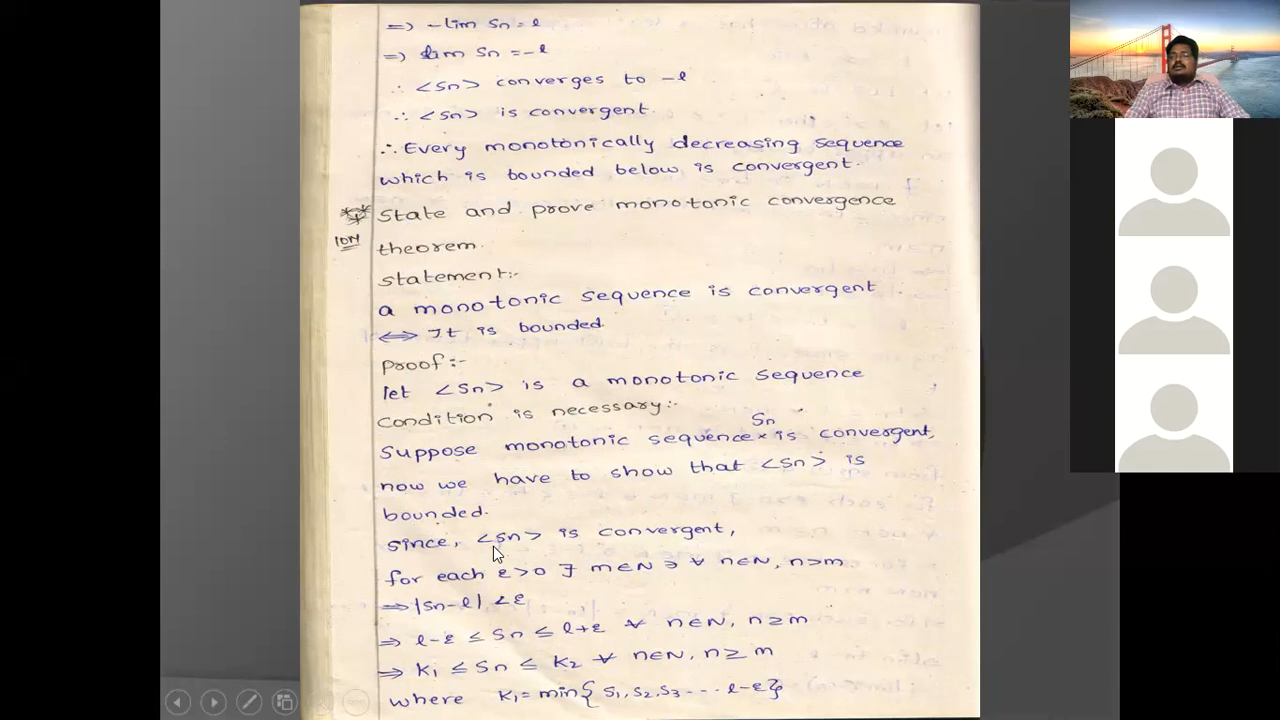 => -lim Sn = l
=> lim Sn = -l
∴ <Sn> converges to -l
∴ <Sn> is convergent.
∴ Every monotonically decreasing sequence
which is bounded below is convergent.
State and prove monotonic convergence
10M
theorem.
statement:-
a monotonic sequence is convergent
<=> It is bounded.
Proof:-
let <Sn> is a monotonic sequence
condition is necessary:-
Sn
Suppose monotonic sequence × is convergent,
now we have to show that <Sn> is
bounded.
since, <Sn> is convergent,
for each ε>0 ∃ m∈N ∋ ∀ n∈N, n>m
=> |Sn-l| < ε
=> l-ε ≤ Sn ≤ l+ε ∀ n∈N, n≥m
=> K₁ ≤ Sn ≤ K₂ ∀ n∈N, n≥m
where K₁ = min{S₁, S₂, S₃ --- l-ε}